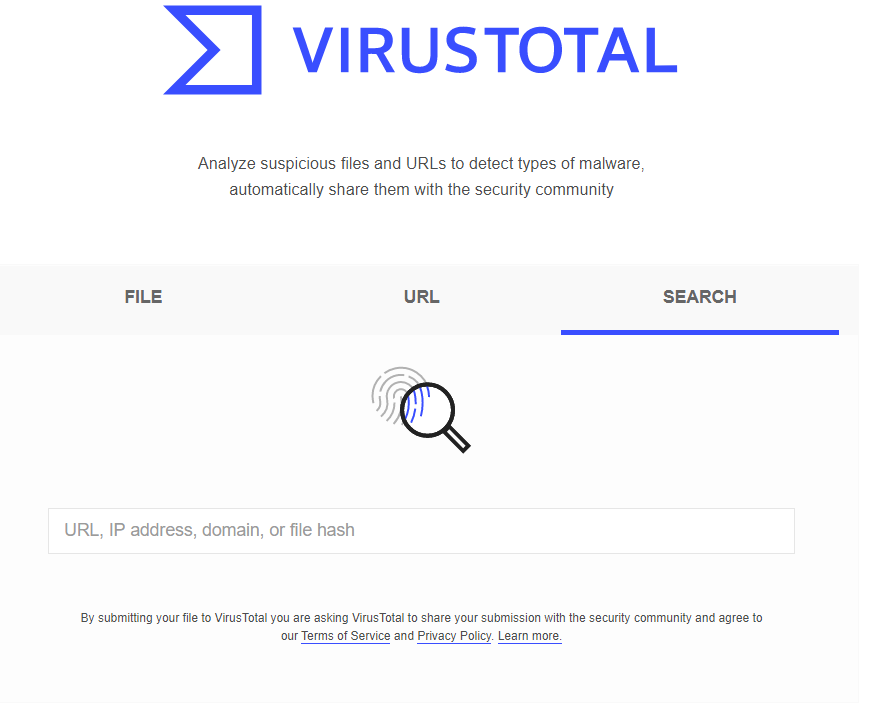 VIRUSTOTAL
Analyze suspicious files and URLs to detect types of malware,
automatically share them with the security community
FILE
URL
SEARCH
URL, IP address, domain, or file hash
By submitting your file to VirusTotal you are asking VirusTotal to share your submission with the security community and agree to
our Terms of Service and Privacy Policy. Learn more.